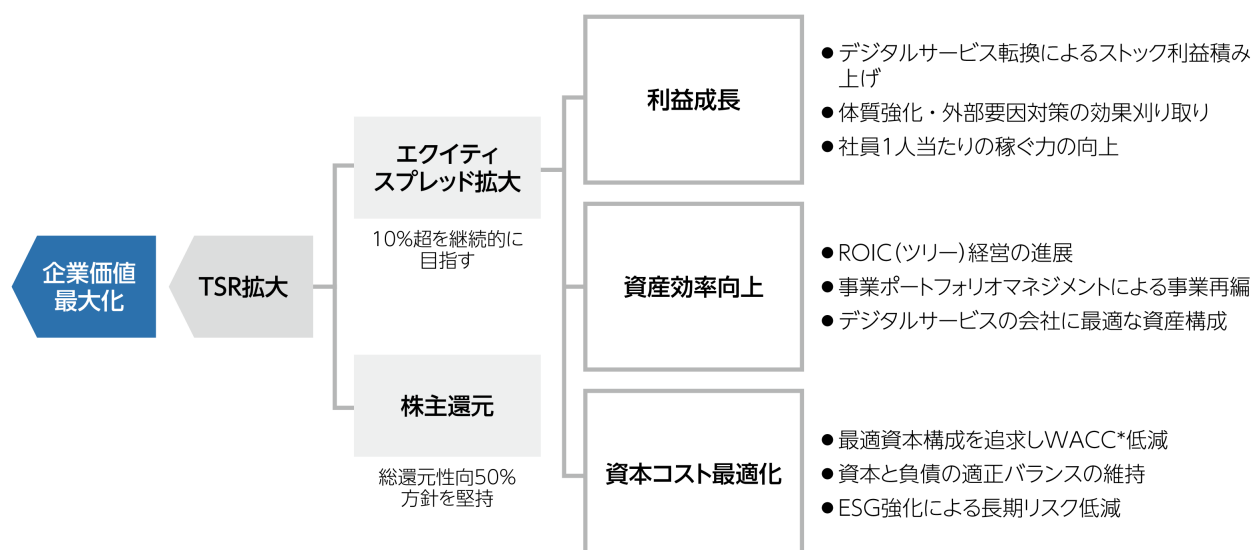 企業価値
最大化
TSR拡大
エクイティ
スプレッド拡大
10%超を継続的に
目指す
株主還元
総還元性向50%
方針を堅持
利益成長
●デジタルサービス転換によるストック利益積み
上げ
●体質強化・外部要因対策の効果刈り取り
●社員1人当たりの稼ぐ力の向上
資産効率向上
●ROIC（ツリー）経営の進展
●事業ポートフォリオマネジメントによる事業再編
●デジタルサービスの会社に最適な資産構成
資本コスト最適化
●最適資本構成を追求しWACC*低減
●資本と負債の適正バランスの維持
●ESG強化による長期リスク低減